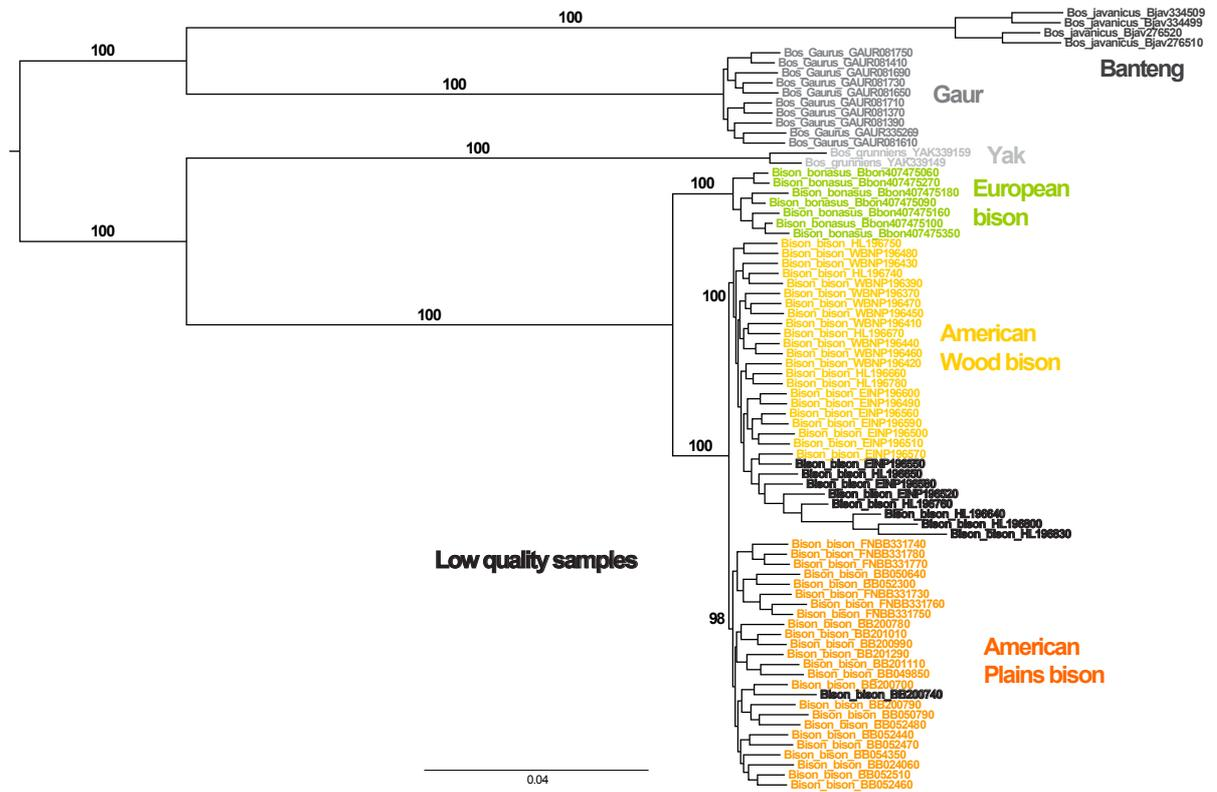 100
Bos_javanicus_Bjav334509
Bos_javanicus_Bjav334499
Bos_javanicus_Bjav276520
Bos_javanicus_Bjav276510
100
Banteng
Bos_Gaurus_GAUR081750
Bos_Gaurus_GAUR081410
Bos_Gaurus_GAUR081690
Bos_Gaurus_GAUR081730
Bos_Gaurus_GAUR081650
Bos_Gaurus_GAUR081710
Bos_Gaurus_GAUR081370
Bos_Gaurus_GAUR081390
Bos_Gaurus_GAUR335269
Bos_Gaurus_GAUR081610
100
Gaur
100
Bos_grunniens_YAK339159
Bos_grunniens_YAK339149
Yak
100
Bison_bonasus_Bbon407475060
Bison_bonasus_Bbon407475270
Bison_bonasus_Bbon407475180
Bison_bonasus_Bbon407475090
Bison_bonasus_Bbon407475160
Bison_bonasus_Bbon407475100
Bison_bonasus_Bbon407475350
European
bison
100
Bison_bison_HL196750
Bison_bison_WBNP196480
Bison_bison_WBNP196430
Bison_bison_HL196740
Bison_bison_WBNP196390
Bison_bison_WBNP196370
Bison_bison_WBNP196470
Bison_bison_WBNP196450
Bison_bison_WBNP196410
Bison_bison_HL196670
Bison_bison_WBNP196440
Bison_bison_WBNP196460
Bison_bison_WBNP196420
Bison_bison_HL196660
Bison_bison_HL196780
Bison_bison_EINP196600
Bison_bison_EINP196490
Bison_bison_EINP196560
Bison_bison_EINP196590
Bison_bison_EINP196500
Bison_bison_EINP196510
Bison_bison_EINP196570
Bison_bison_EINP196550
Bison_bison_HL196650
Bison_bison_EINP196580
Bison_bison_EINP196520
Bison_bison_HL196760
Bison_bison_HL196640
Bison_bison_HL196800
Bison_bison_HL196830
100
100
American
Wood bison
100
Low quality samples
Bison_bison_FNBB331740
Bison_bison_FNBB331780
Bison_bison_FNBB331770
Bison_bison_BB050640
Bison_bison_BB052300
Bison_bison_FNBB331730
Bison_bison_FNBB331760
Bison_bison_FNBB331750
Bison_bison_BB200780
Bison_bison_BB201010
Bison_bison_BB200990
Bison_bison_BB201290
Bison_bison_BB201110
Bison_bison_BB049850
Bison_bison_BB200700
Bison_bison_BB200740
Bison_bison_BB200790
Bison_bison_BB050790
Bison_bison_BB052480
Bison_bison_BB052440
Bison_bison_BB052470
Bison_bison_BB054350
Bison_bison_BB024060
Bison_bison_BB052510
Bison_bison_BB052460
98
American
Plains bison
0.04